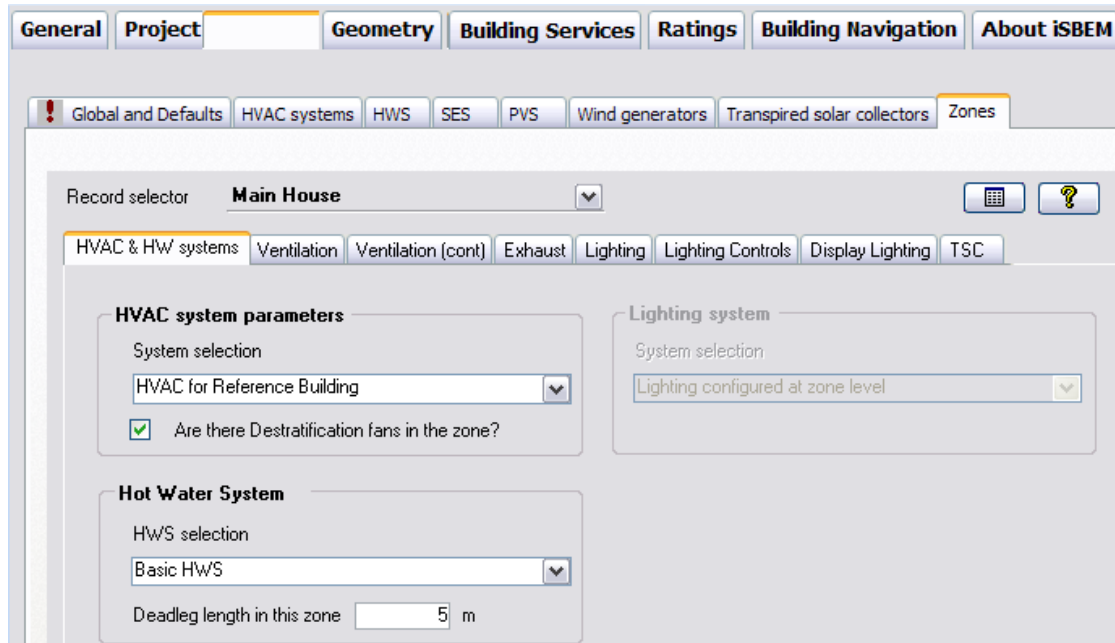 General Project Geometry Building Services Ratings Building Navigation About iSBEM
Global and Defaults HVAC systems HWS SES PVS Wind generators Transpired solar collectors Zones
Record selector Main House
HVAC & HW systems Ventilation Ventilation (cont) Exhaust Lighting Lighting Controls Display Lighting TSC
HVAC system parameters
System selection
HVAC for Reference Building
Are there Destratification fans in the zone?
Lighting system
System selection
Lighting configured at zone level
Hot Water System
HWS selection
Basic HWS
Deadleg length in this zone 5 m